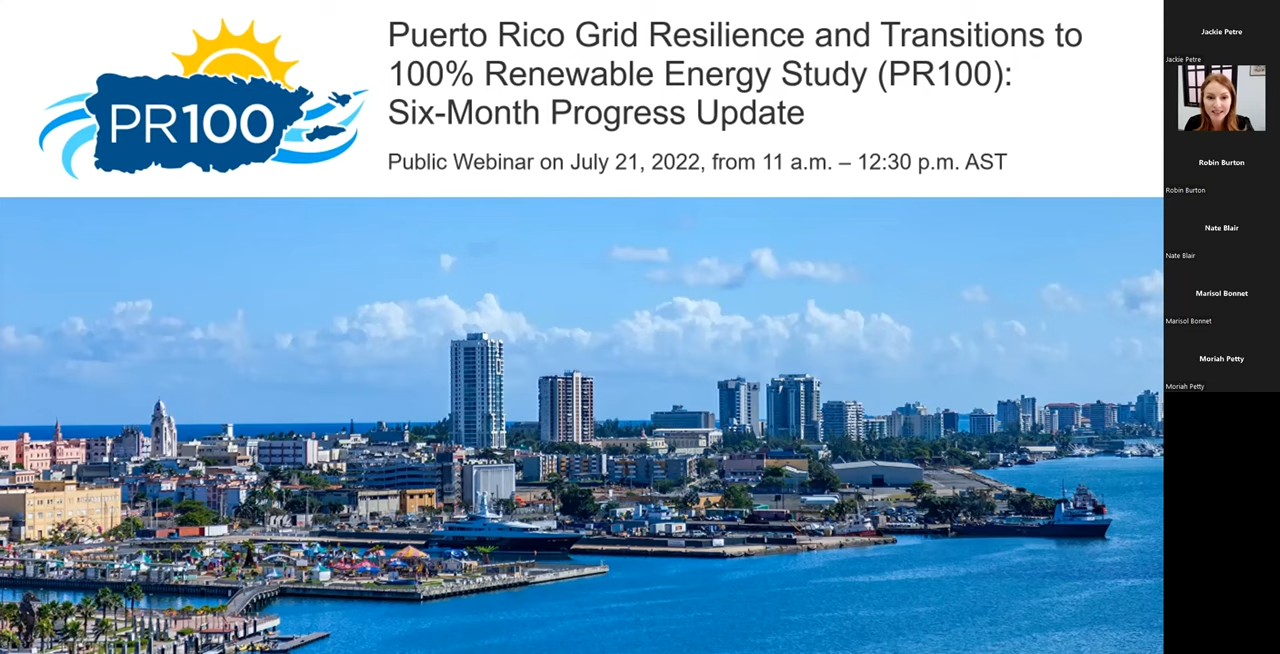 PR100
Puerto Rico Grid Resilience and Transitions to
100% Renewable Energy Study (PR100):
Six-Month Progress Update
Public Webinar on July 21, 2022, from 11 a.m. – 12:30 p.m. AST
Jackie Petre
Jackie Petre
Robin Burton
Robin Burton
Nate Blair
Nate Blair
Marisol Bonnet
Marisol Bonnet
Moriah Petty
Moriah Petty